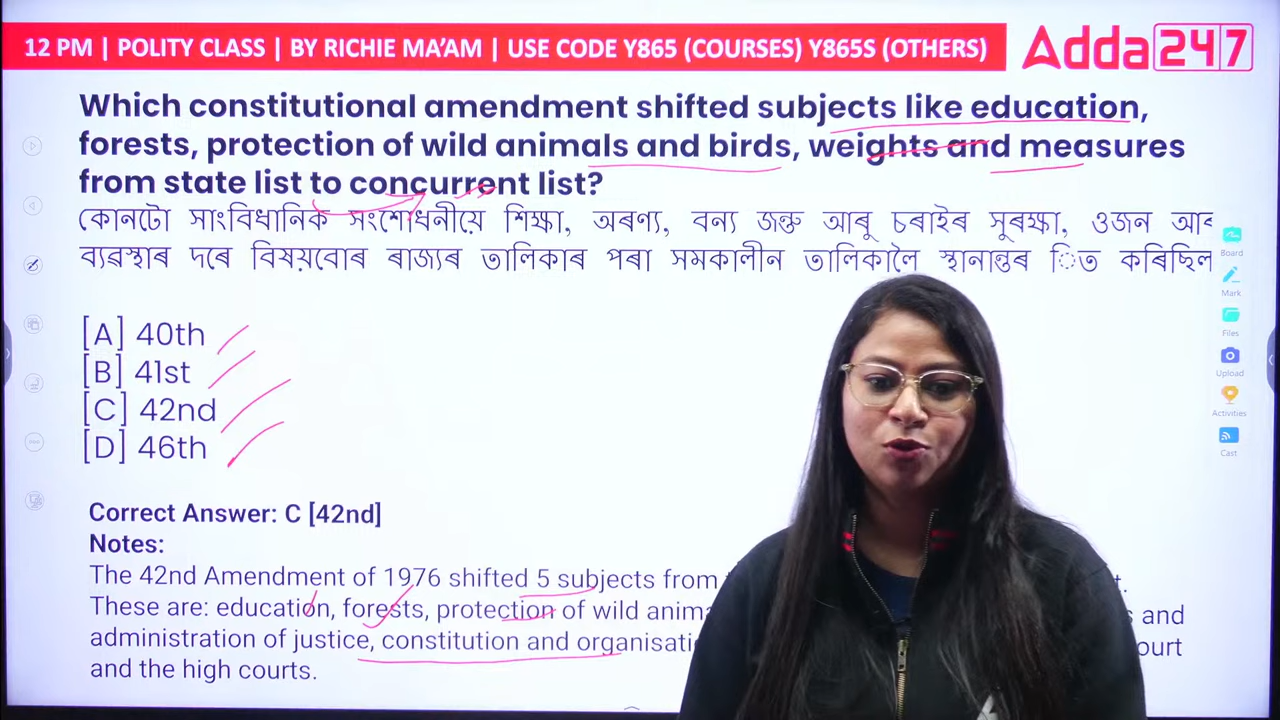 12 PM | POLITY CLASS | BY RICHIE MA'AM | USE CODE Y865 (COURSES) Y865S (OTHERS)
Adda247
Which constitutional amendment shifted subjects like education,
forests, protection of wild animals and birds, weights and measures
from state list to concurrent list?
কোনটো সাংবিধানিক সংশোধনীয়ে শিক্ষা, অৰণ্য, বন্য জন্তু আৰু চৰাইৰ সুৰক্ষা, ওজন
ব্যৱস্থাৰ দৰে বিষয়বোৰ ৰাজ্যৰ তালিকাৰ পৰা সমকালীন তালিকালৈ স্থানান্তৰ িত কৰিছিল
[A] 40th
[B] 41st
[C] 42nd
[D] 46th
Board
Mark
Files
Upload
Activities
Cast
Correct Answer: C [42nd]
Notes:
The 42nd Amendment of 1976 shifted 5 subjects from
These are: education, forests, protection of wild and
administration of justice, constitution and
and the high courts.